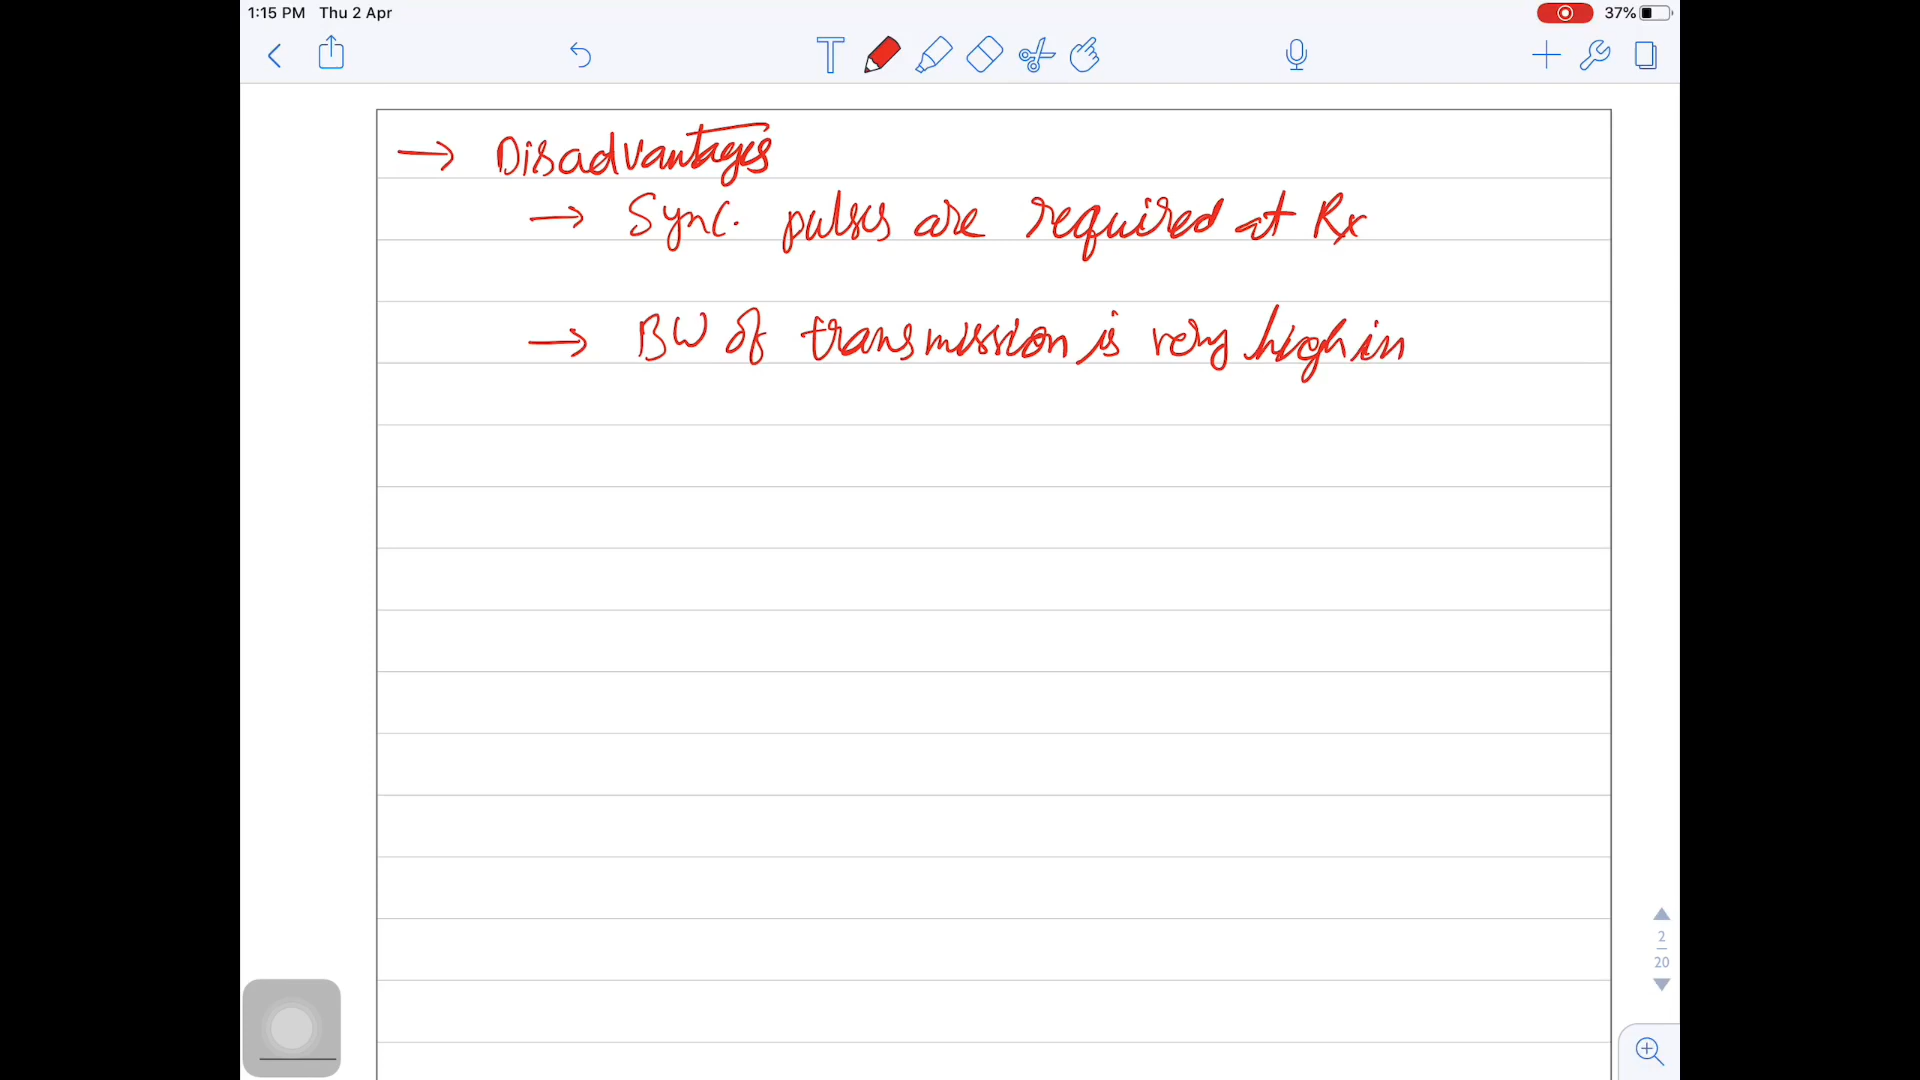 1:15 PM Thu 2 Apr 37%
→ Disadvantages
→ Sync. pulses are required at Rx
→ BW of transmission is very high in
2
20